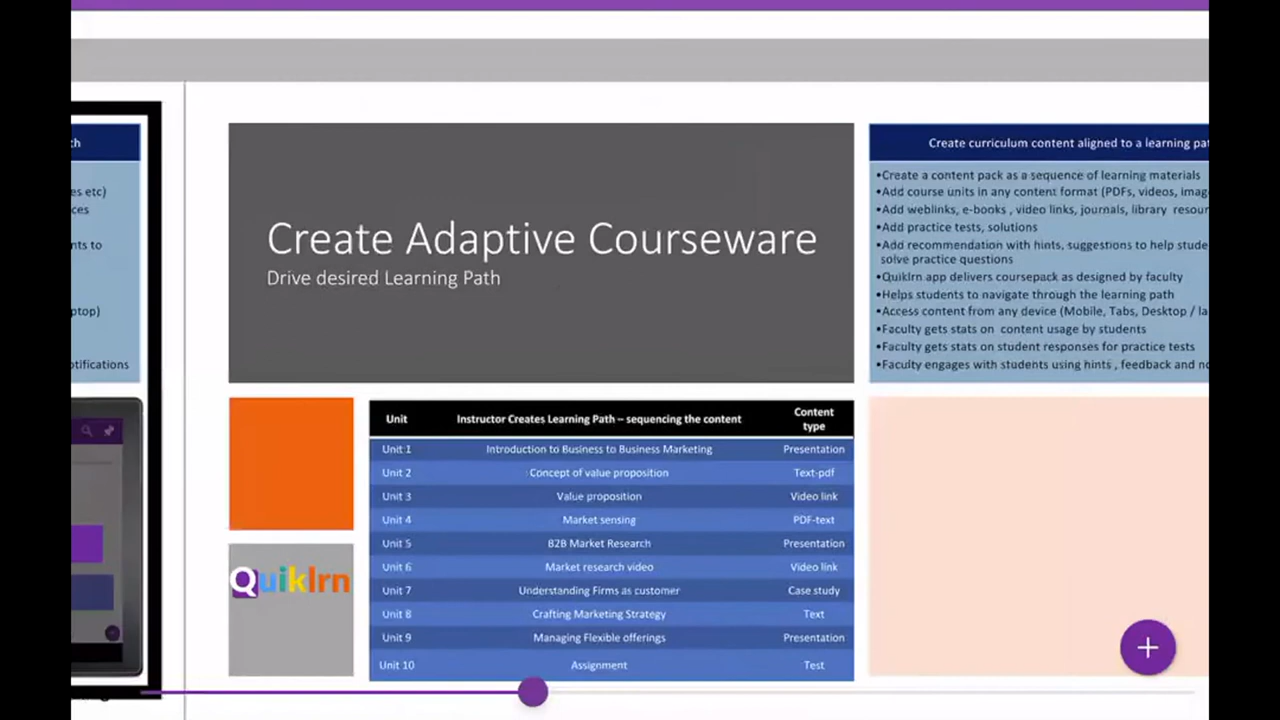 Create Adaptive Courseware
Drive desired Learning Path
Create curriculum content aligned to a learning
•Create a content pack as a sequence of learning materials
•Add course units in any content format (PDFs, videos,
•Add weblinks, e-books , video links, journals, library
•Add practice tests, solutions
•Add recommendation with hints, suggestions to help
solve practice questions
•Quiklrn app delivers coursepack as designed by faculty
•Helps students to navigate through the learning path
•Access content from any device (Mobile, Tabs, Desktop /
•Faculty gets stats on content usage by students
•Faculty gets stats on student responses for practice tests
•Faculty engages with students using hints , feedback and
es etc)
nts to
ptop)
Unit Instructor Creates Learning Path – sequencing the content Content type
Unit 1 Introduction to Business to Business Marketing Presentation
Unit 2 Concept of value proposition Text-pdf
Unit 3 Value proposition Video link
Unit 4 Market sensing PDF-text
Unit 5 B2B Market Research Presentation
Unit 6 Market research video Video link
Unit 7 Understanding Firms as customer Case study
Unit 8 Crafting Marketing Strategy Text
Unit 9 Managing Flexible offerings Presentation
Unit 10 Assignment Test
Quiklrn